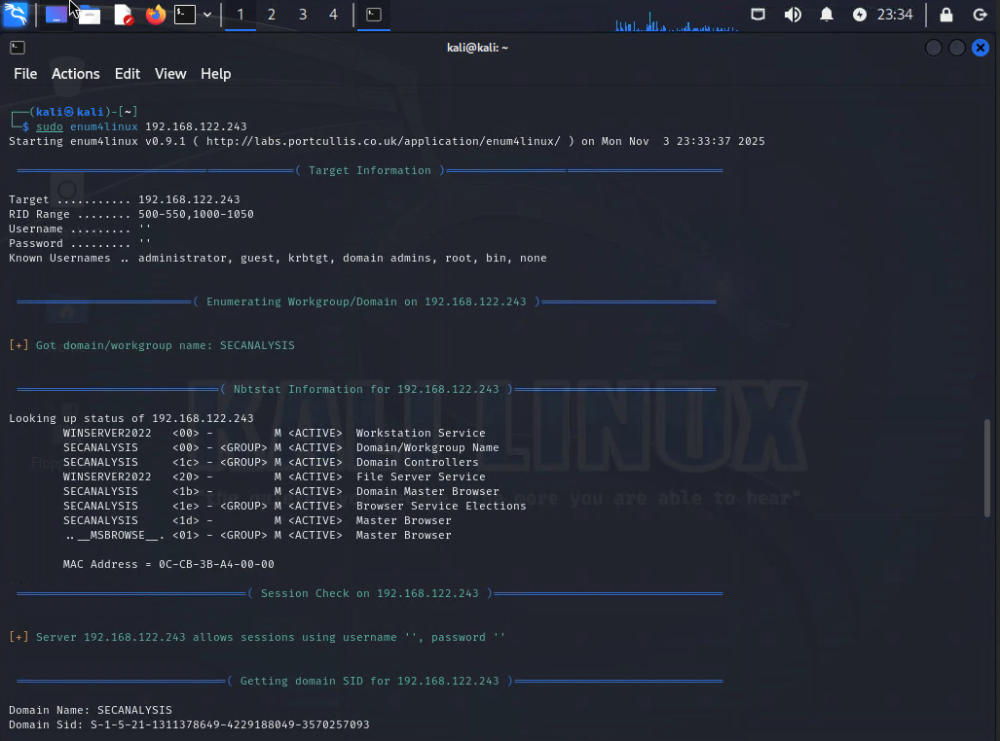 1 2 3 4 23:34
kali@kali: ~
File Actions Edit View Help
┌──(kali㉿kali)-[~]
└─$ sudo enum4linux 192.168.122.243
Starting enum4linux v0.9.1 ( http://labs.portcullis.co.uk/application/enum4linux/ ) on Mon Nov  3 23:33:37 2025
( Target Information )
Target ........... 192.168.122.243
RID Range ........ 500-550,1000-1050
Username ......... ''
Password ......... ''
Known Usernames .. administrator, guest, krbtgt, domain admins, root, bin, none
( Enumerating Workgroup/Domain on 192.168.122.243 )
[+] Got domain/workgroup name: SECANALYSIS
( Nbtstat Information for 192.168.122.243 )
Looking up status of 192.168.122.243
WINSERVER2022   <00> -         M <ACTIVE>  Workstation Service
SECANALYSIS     <00> - <GROUP> M <ACTIVE>  Domain/Workgroup Name
SECANALYSIS     <1c> - <GROUP> M <ACTIVE>  Domain Controllers
WINSERVER2022   <20> -         M <ACTIVE>  File Server Service
SECANALYSIS     <1b> -         M <ACTIVE>  Domain Master Browser
SECANALYSIS     <1e> - <GROUP> M <ACTIVE>  Browser Service Elections
SECANALYSIS     <1d> -         M <ACTIVE>  Master Browser
..__MSBROWSE__. <01> - <GROUP> M <ACTIVE>  Master Browser
MAC Address = 0C-CB-3B-A4-00-00
( Session Check on 192.168.122.243 )
[+] Server 192.168.122.243 allows sessions using username '', password ''
( Getting domain SID for 192.168.122.243 )
Domain Name: SECANALYSIS
Domain Sid: S-1-5-21-1311378649-4229188049-3570257093
KALI LINUX
more you are able to hear"